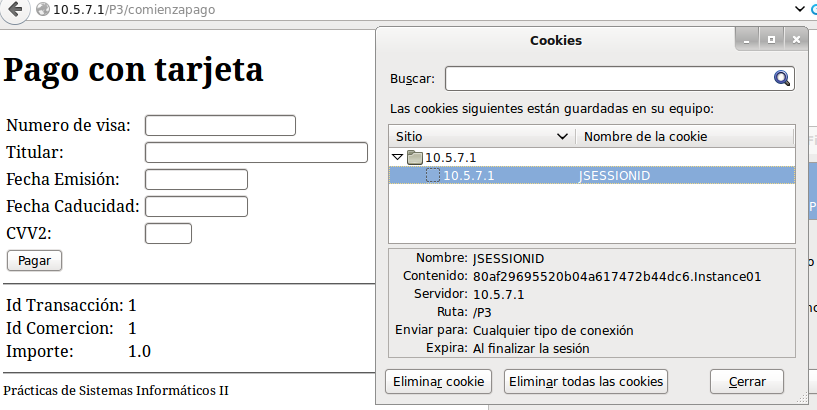 10.5.7.1/P3/comienzapago
Pago con tarjeta
Numero de visa:
Titular:
Fecha Emisión:
Fecha Caducidad:
CVV2:
Pagar
Id Transacción: 1
Id Comercion: 1
Importe: 1.0
Prácticas de Sistemas Informáticos II
Cookies
Buscar:
Las cookies siguientes están guardadas en su equipo:
Sitio Nombre de la cookie
10.5.7.1
10.5.7.1 JSESSIONID
Nombre: JSESSIONID
Contenido: 80af29695520b04a617472b44dc6.Instance01
Servidor: 10.5.7.1
Ruta: /P3
Enviar para: Cualquier tipo de conexión
Expira: Al finalizar la sesión
Eliminar cookie Eliminar todas las cookies Cerrar